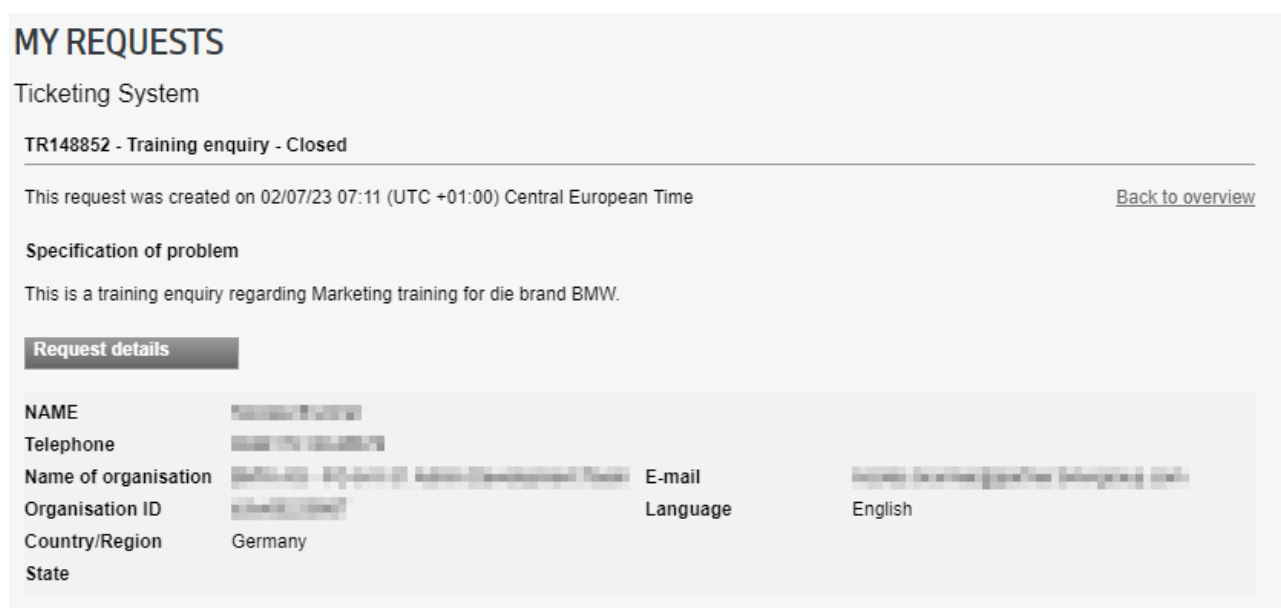 MY REQUESTS
Ticketing System
TR148852 - Training enquiry - Closed
This request was created on 02/07/23 07:11 (UTC +01:00) Central European Time Back to overview
Specification of problem
This is a training enquiry regarding Marketing training for die brand BMW.
Request details
NAME
Telephone
Name of organisation E-mail
Organisation ID Language English
Country/Region Germany
State